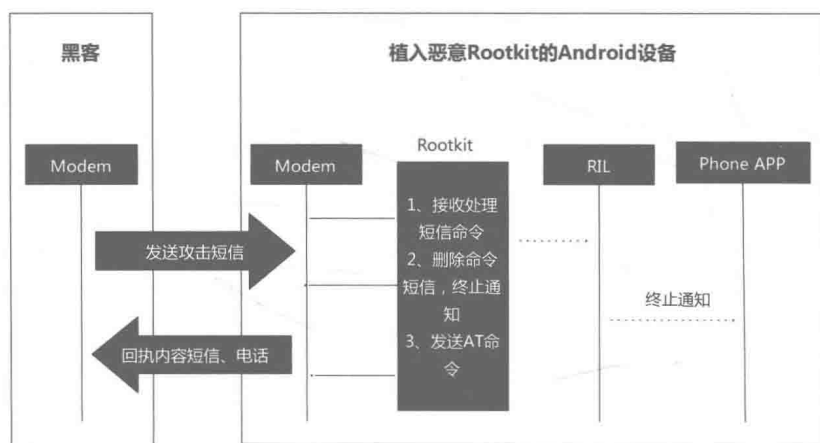 黑客
植入恶意Rootkit的Android设备
Modem
Modem
Rootkit
RIL
Phone APP
发送攻击短信
1、接收处理
短信命令
2、删除命令
短信，终止通
知
3、发送AT命
令
终止通知
回执内容短信、电话